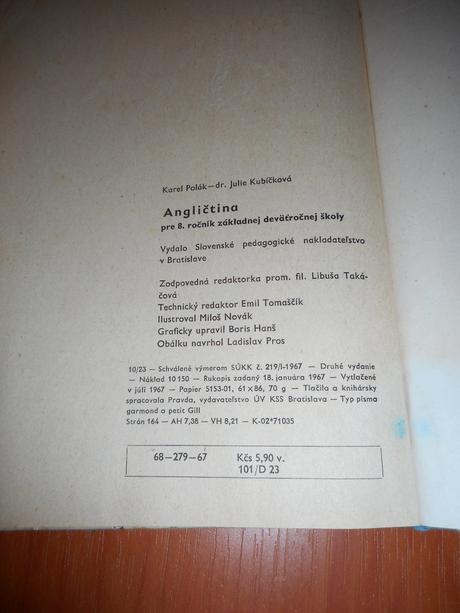 Karel Polák—dr. Julie Kubíčková
Angličtina
pre 8. ročník základnej deväťročnej školy
Vydalo Slovenské pedagogické nakladateľstvo
v Bratislave
Zodpovedná redaktorka prom. fil. Libuša Taká-
čová
Technický redaktor Emil Tomaščík
Ilustroval Miloš Novák
Graficky upravil Boris Hanš
Obálku navrhol Ladislav Pros
10/23 — Schválené výmerom SÚKK č. 219/I-1967 — Druhé vydanie
— Náklad 10 150 — Rukopis zadaný 18. januára 1967 — Vytlačené
v júli 1967 — Papier 5153-01, 61×86, 70 g — Tlačila a knihársky
spracovala Pravda, vydavateľstvo ÚV KSS Bratislava — Typ písma
garmond a petit Gill
Strán 164 — AH 7,38 — VH 8,21 — K-02*71035
68—279—67 Kčs 5,90 v.
101/D 23